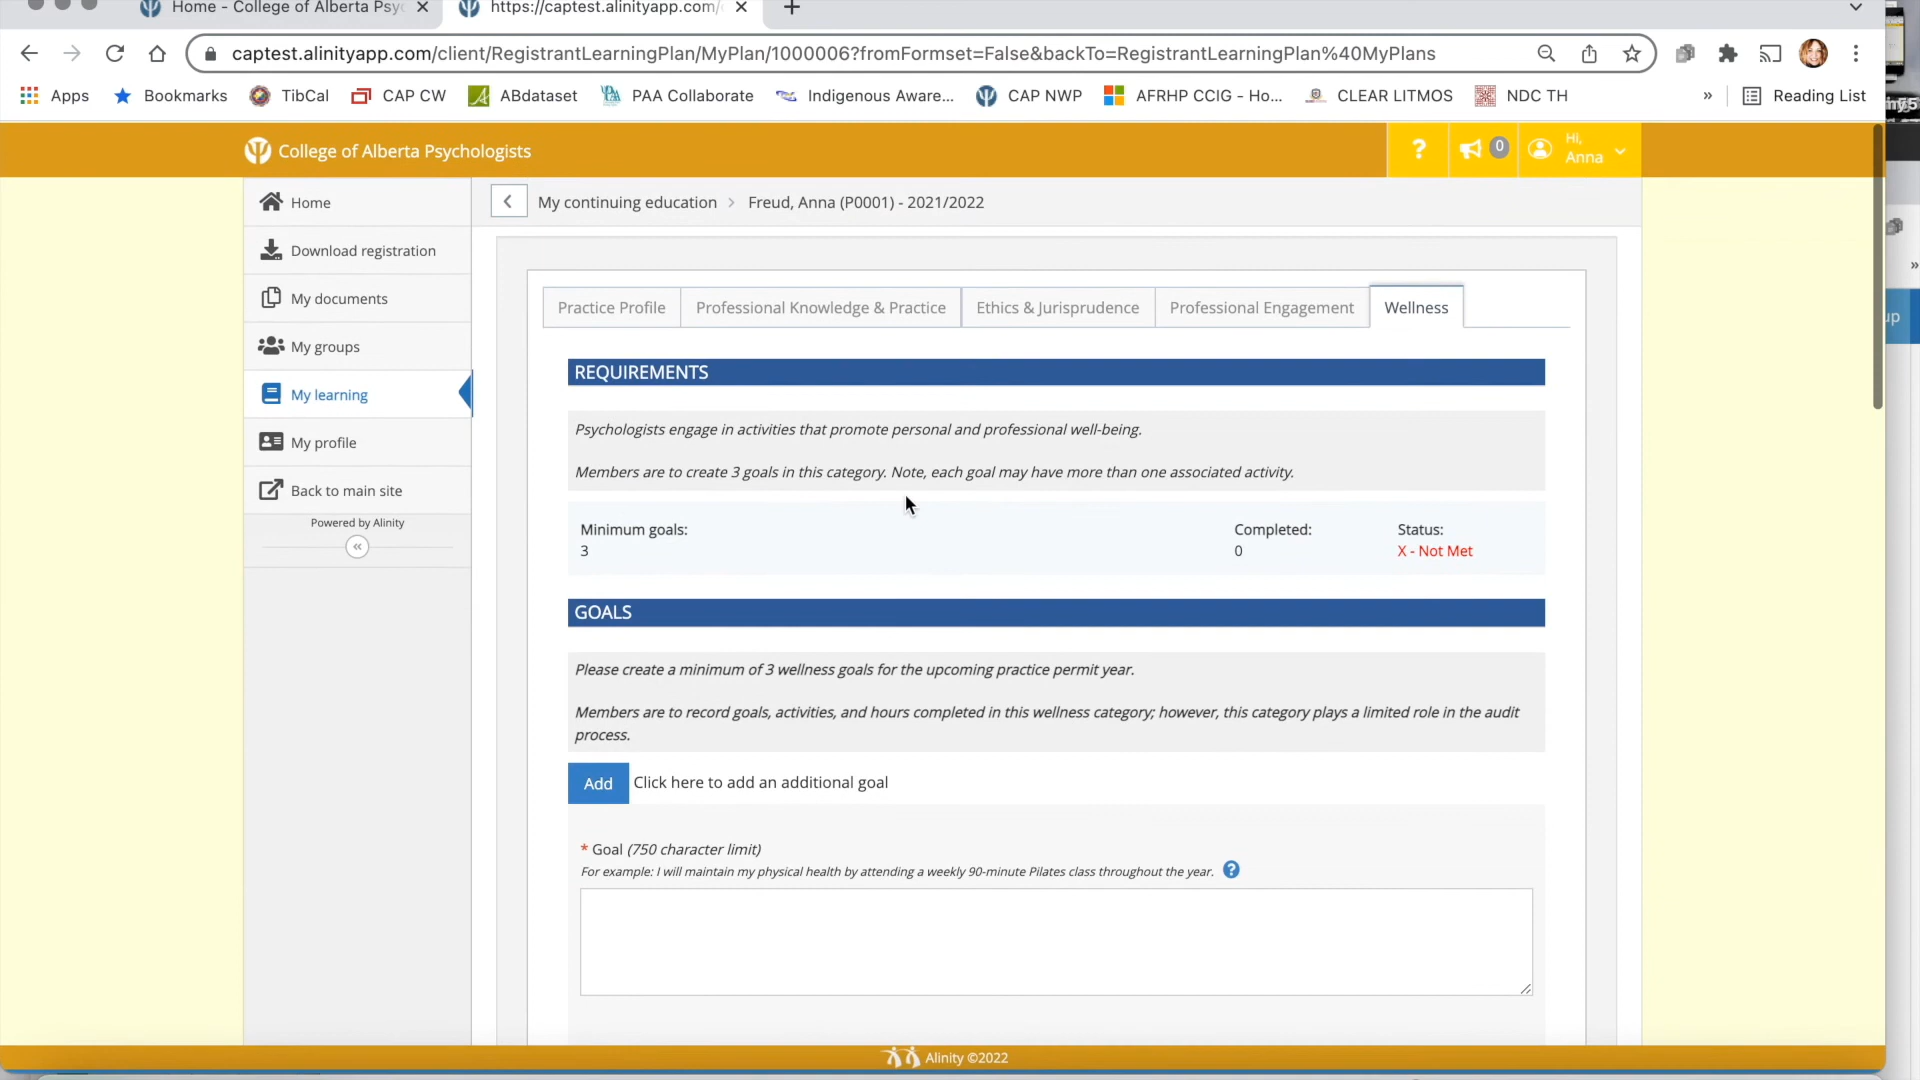 Home - College of Alberta Psyc
https://captest.alinityapp.com/
captest.alinityapp.com/client/RegistrantLearningPlan/MyPlan/1000006?fromFormset=False&backTo=RegistrantLearningPlan%40MyPlans
Apps Bookmarks TibCal CAP CW ABdataset PAA Collaborate Indigenous Aware... CAP NWP AFRHP CCIG - Ho... CLEAR LITMOS NDC TH » Reading List
College of Alberta Psychologists
? 0 Hi, Anna
Home
Download registration
My documents
My groups
My learning
My profile
Back to main site
Powered by Alinity
My continuing education > Freud, Anna (P0001) - 2021/2022
Practice Profile Professional Knowledge & Practice Ethics & Jurisprudence Professional Engagement Wellness
REQUIREMENTS
Psychologists engage in activities that promote personal and professional well-being.
Members are to create 3 goals in this category. Note, each goal may have more than one associated activity.
Minimum goals: Completed: Status:
3 0 X - Not Met
GOALS
Please create a minimum of 3 wellness goals for the upcoming practice permit year.
Members are to record goals, activities, and hours completed in this wellness category; however, this category plays a limited role in the audit
process.
Add Click here to add an additional goal
* Goal (750 character limit)
For example: I will maintain my physical health by attending a weekly 90-minute Pilates class throughout the year. ?
Alinity ©2022
up